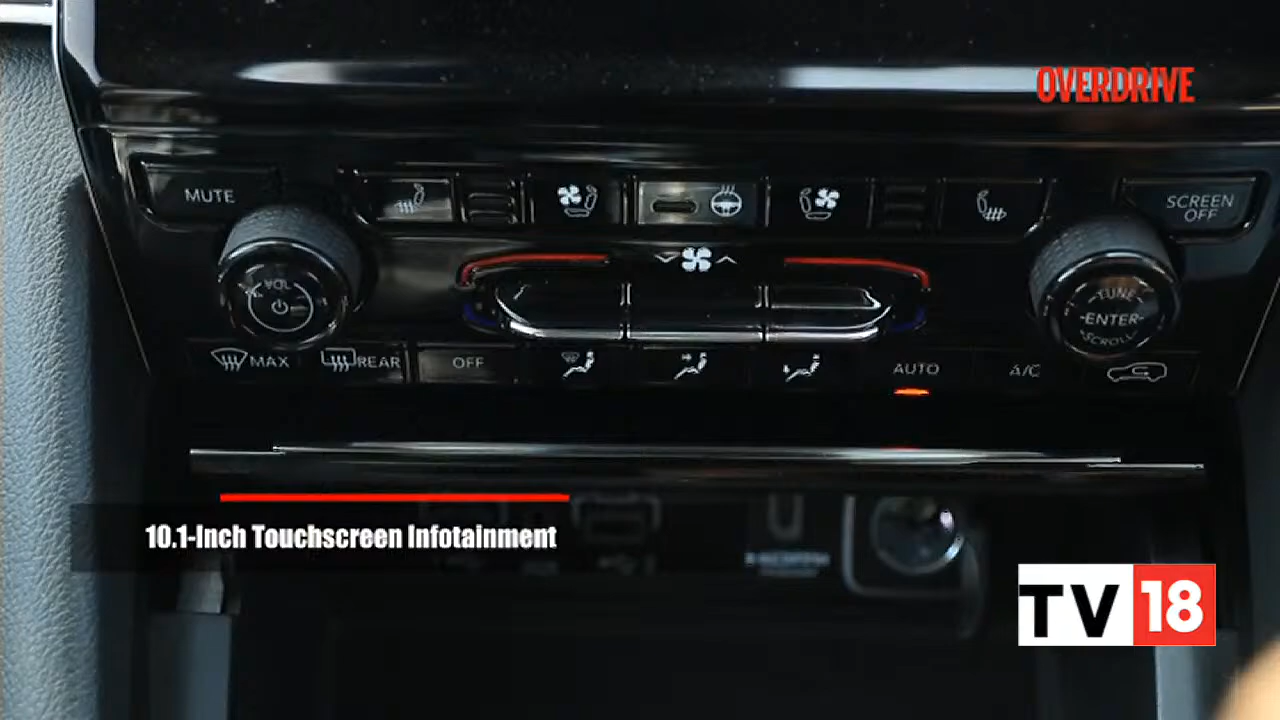 OVERDRIVE
MUTE
SCREEN
OFF
VOL
TUNE
ENTER
SCROLL
MAX
REAR
OFF
AUTO
A/C
10.1-Inch Touchscreen Infotainment
TV18